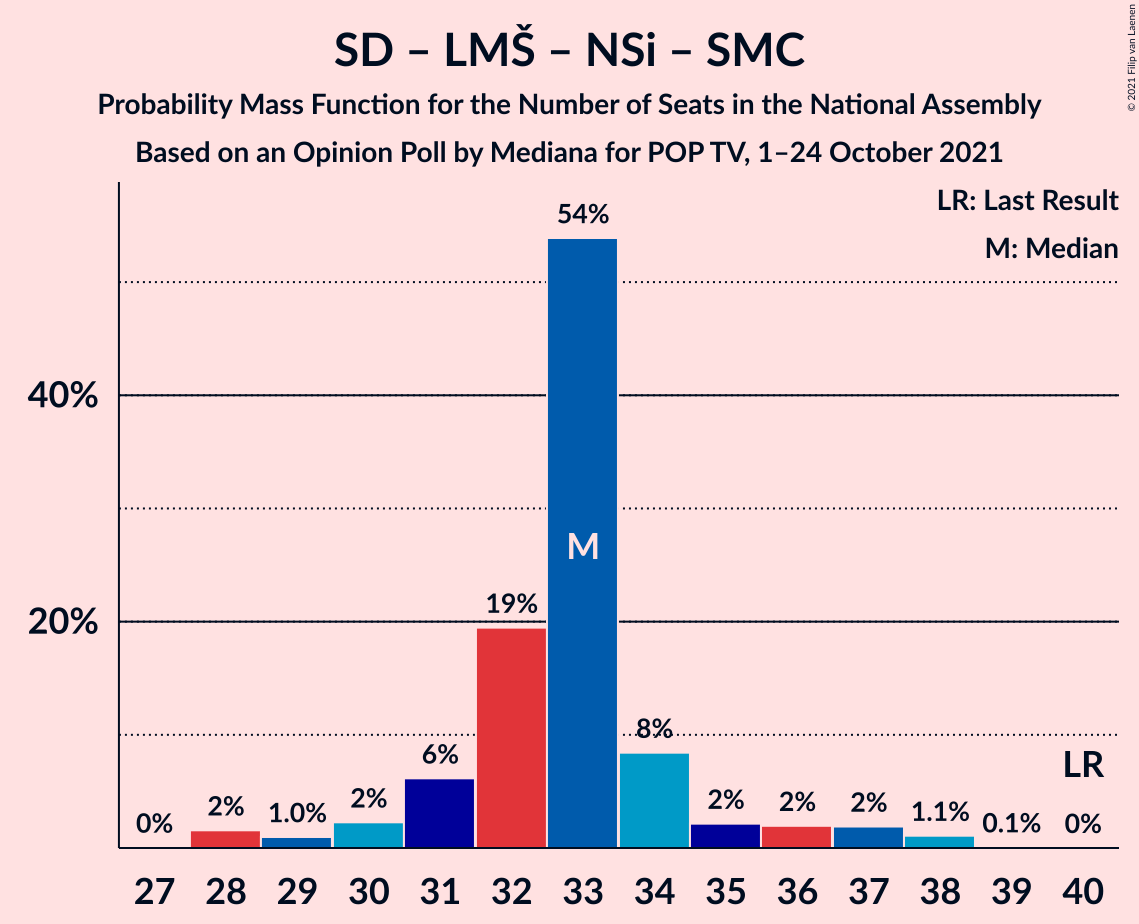 SD – LMŠ – NSi – SMC
Probability Mass Function for the Number of Seats in the National Assembly
Based on an Opinion Poll by Mediana for POP TV, 1–24 October 2021
© 2021 Filip van Laenen
LR: Last Result
M: Median
54%
40%
M
19%
20%
8%
6%
LR
0%
2%
1.0%
2%
2%
2%
2%
1.1%
0.1%
0%
27 28 29 30 31 32 33 34 35 36 37 38 39 40